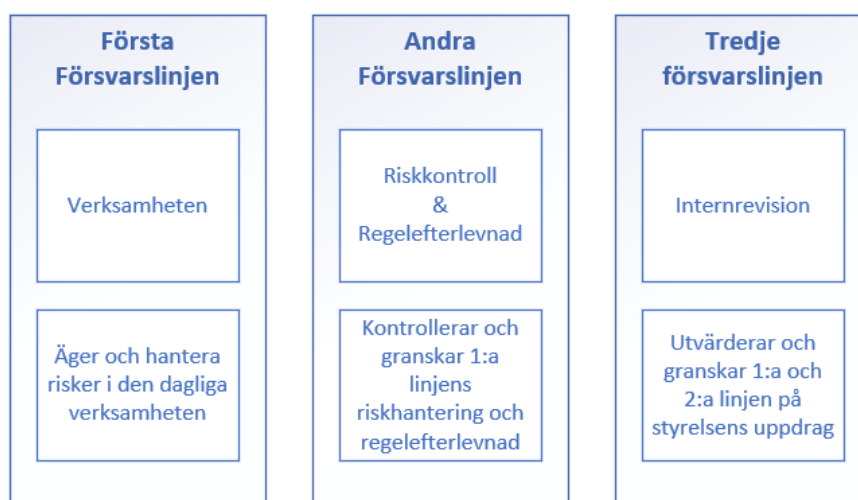 Första
Försvarslinjen
Verksamheten
Äger och hantera
risker i den dagliga
verksamheten
Andra
Försvarslinjen
Riskkontroll
&
Regelefterlevnad
Kontrollerar och
granskar 1:a
linjens
riskhantering och
regelefterlevnad
Tredje
försvarslinjen
Internrevision
Utvärderar och
granskar 1:a och
2:a linjen på
styrelsens uppdrag